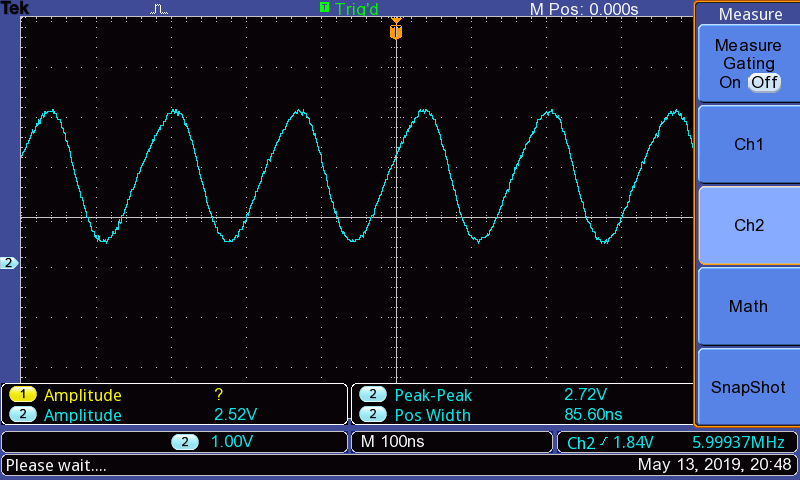 Tek T Trig'd M Pos: 0.000s
T
Measure
Measure
Gating
On Off
Ch1
Ch2
Math
SnapShot
2
1 Amplitude ?
2 Amplitude 2.52V
2 Peak-Peak 2.72V
2 Pos Width 85.60ns
2 1.00V M 100ns Ch2 1.84V 5.99937MHz
Please wait.... May 13, 2019, 20:48